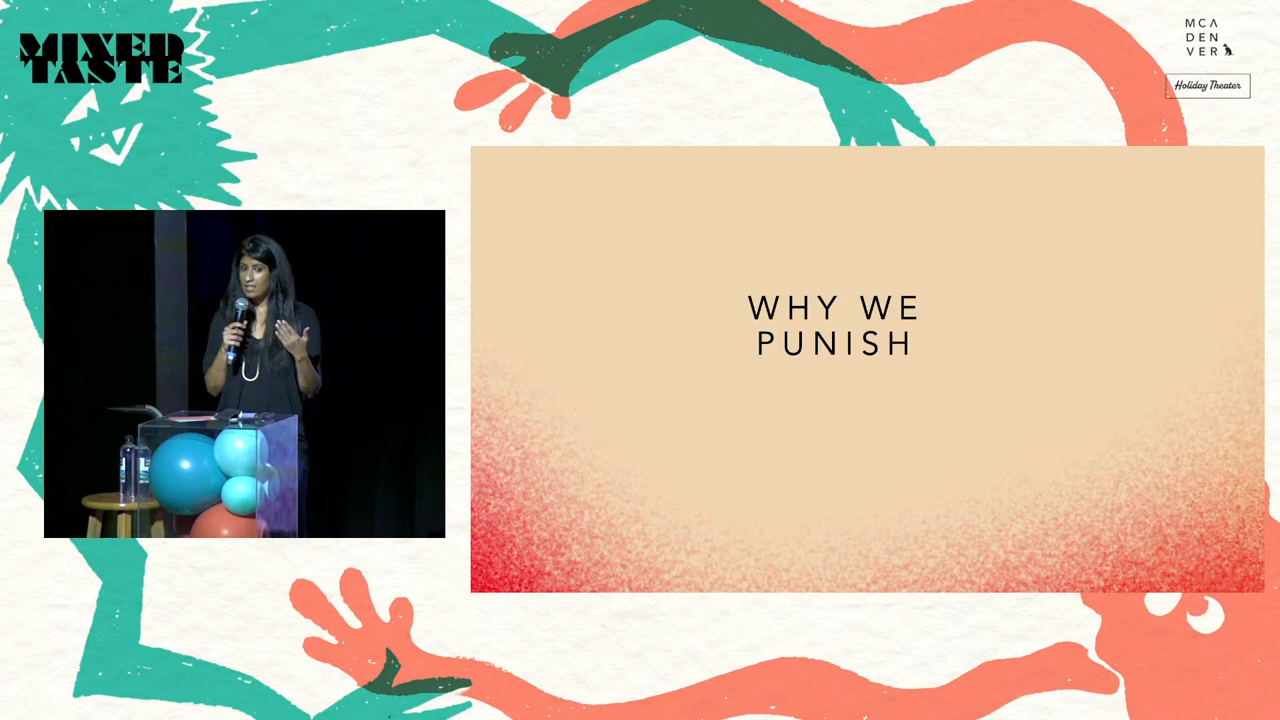 MIXED
TASTE
MCA
DEN
VER
Holiday Theater
WHY WE
PUNISH